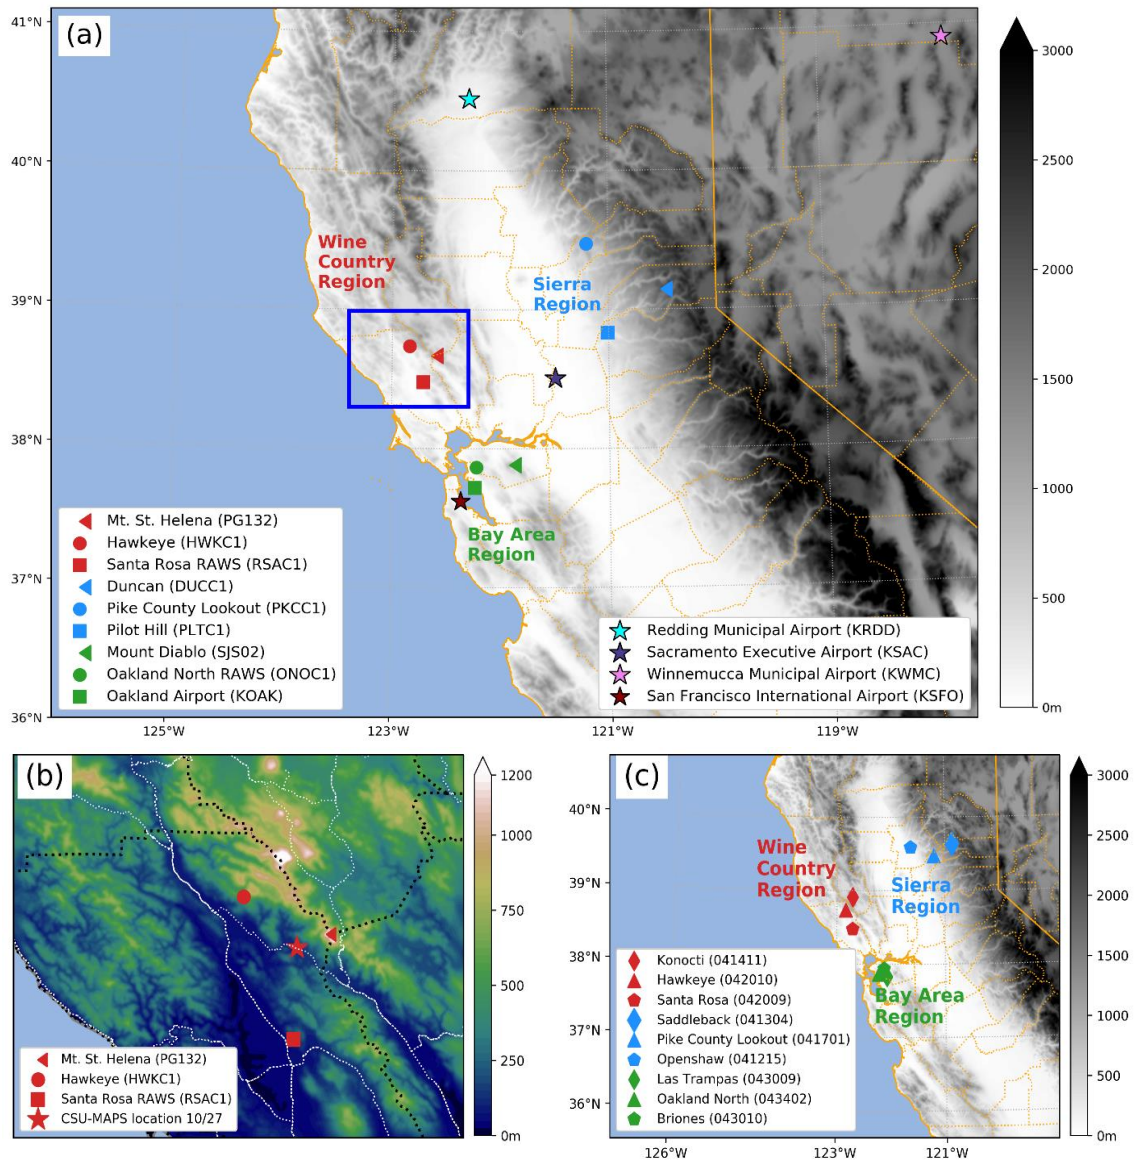 (a)
41°N
40°N
39°N
38°N
37°N
36°N
125°W
123°W
121°W
119°W
Wine
Country
Region
Sierra
Region
Bay Area
Region
Mt. St. Helena (PG132)
Hawkeye (HWKC1)
Santa Rosa RAWS (RSAC1)
Duncan (DUCC1)
Pike County Lookout (PKCC1)
Pilot Hill (PLTC1)
Mount Diablo (SJS02)
Oakland North RAWS (ONOC1)
Oakland Airport (KOAK)
Redding Municipal Airport (KRDD)
Sacramento Executive Airport (KSAC)
Winnemucca Municipal Airport (KWMC)
San Francisco International Airport (KSFO)
3000
2500
2000
1500
1000
500
0m
(b)
Mt. St. Helena (PG132)
Hawkeye (HWKC1)
Santa Rosa RAWS (RSAC1)
CSU-MAPS location 10/27
1200
1000
750
500
250
0m
(c)
40°N
39°N
38°N
37°N
36°N
126°W
123°W
121°W
Wine
Country
Region
Sierra
Region
Bay Area
Region
Konocti (041411)
Hawkeye (042010)
Santa Rosa (042009)
Saddleback (041304)
Pike County Lookout (041701)
Openshaw (041215)
Las Trampas (043009)
Oakland North (043402)
Briones (043010)
3000
2500
2000
1500
1000
500
0m